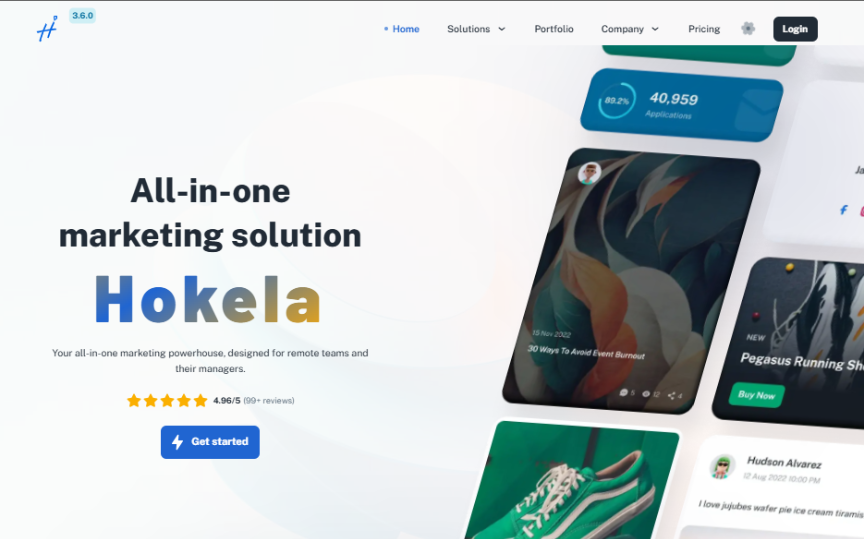 3.6.0
Home
Solutions
Portfolio
Company
Pricing
Login
All-in-one
marketing solution
Hokela
Your all-in-one marketing powerhouse, designed for remote teams and
their managers.
4.96/5 (99+ reviews)
Get started
89.2%
40,959
Applications
Ja
15 Nov 2022
30 Ways To Avoid Event Burnout
5
12
4
NEW
Pegasus Running Sho
Buy Now
Hudson Alvarez
12 Aug 2022 10:00 PM
I love jujubes wafer pie ice cream tiramis